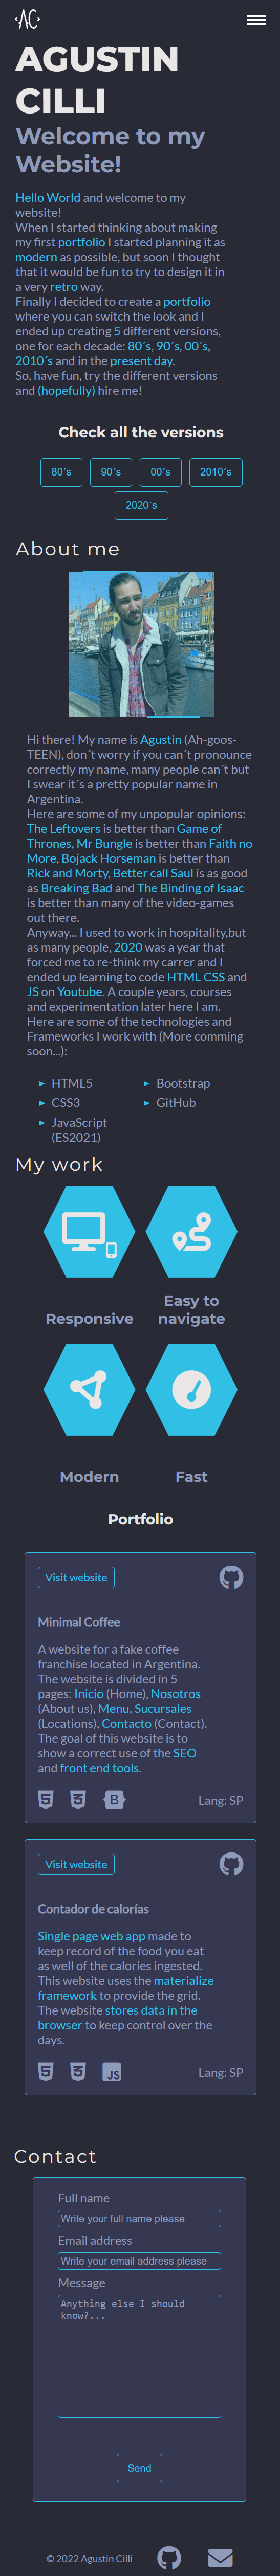 AC
AGUSTIN
CILLI
Welcome to my
Website!
Hello World and welcome to my
website!
When I started thinking about making
my first portfolio I started planning it as
modern as possible, but soon I thought
that it would be fun to try to design it in
a very retro way.
Finally I decided to create a portfolio
where you can switch the look and I
ended up creating 5 different versions,
one for each decade: 80´s, 90´s, 00´s,
2010´s and in the present day.
So, have fun, try the different versions
and (hopefully) hire me!
Check all the versions
80´s 90´s 00´s 2010´s
2020´s
About me
Hi there! My name is Agustin (Ah-goos-
TEEN), don´t worry if you can´t pronounce
correctly my name, many people can´t but
I swear it´s a pretty popular name in
Argentina.
Here are some of my unpopular opinions:
The Leftovers is better than Game of
Thrones, Mr Bungle is better than Faith no
More, Bojack Horseman is better than
Rick and Morty, Better call Saul is as good
as Breaking Bad and The Binding of Isaac
is better than many of the video-games
out there.
Anyway... I used to work in hospitality,but
as many people, 2020 was a year that
forced me to re-think my carrer and I
ended up learning to code HTML CSS and
JS on Youtube. A couple years, courses
and experimentation later here I am.
Here are some of the technologies and
Frameworks I work with (More coming
soon...):
HTML5 Bootstrap
CSS3 GitHub
JavaScript
(ES2021)
My work
Responsive
Easy to
navigate
Modern Fast
Portfolio
Visit website
Minimal Coffee
A website for a fake coffee
franchise located in Argentina.
The website is divided in 5
pages: Inicio (Home), Nosotros
(About us), Menu, Sucursales
(Locations), Contacto (Contact).
The goal of this website is to
show a correct use of the SEO
and front end tools.
5 3 B Lang: SP
Visit website
Contador de calorías
Single page web app made to
keep record of the food you eat
as well of the calories ingested.
This website uses the materialize
framework to provide the grid.
The website stores data in the
browser to keep control over the
days.
5 3 JS Lang: SP
Contact
Full name
Write your full name please
Email address
Write your email address please
Message
Anything else I should
know?...
Send
© 2022 Agustin Cilli